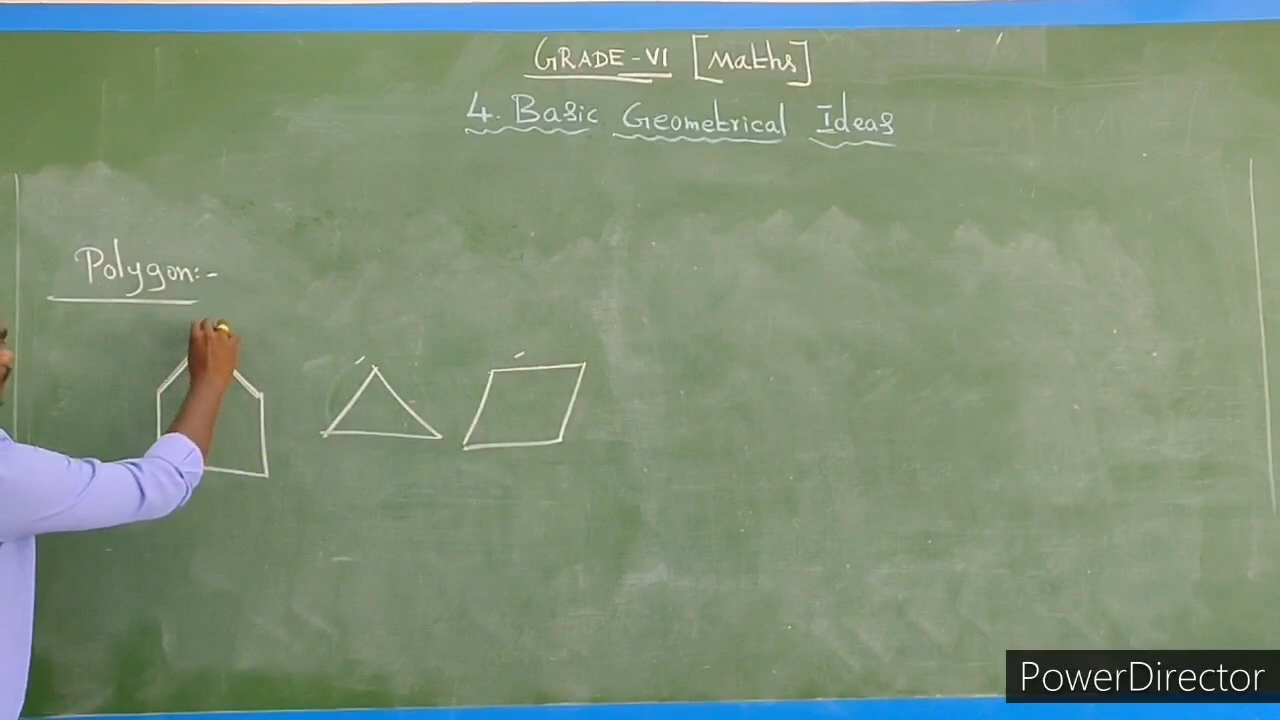 GRADE-VI [Maths]
4. Basic Geometrical Ideas
Polygon:-
PowerDirector